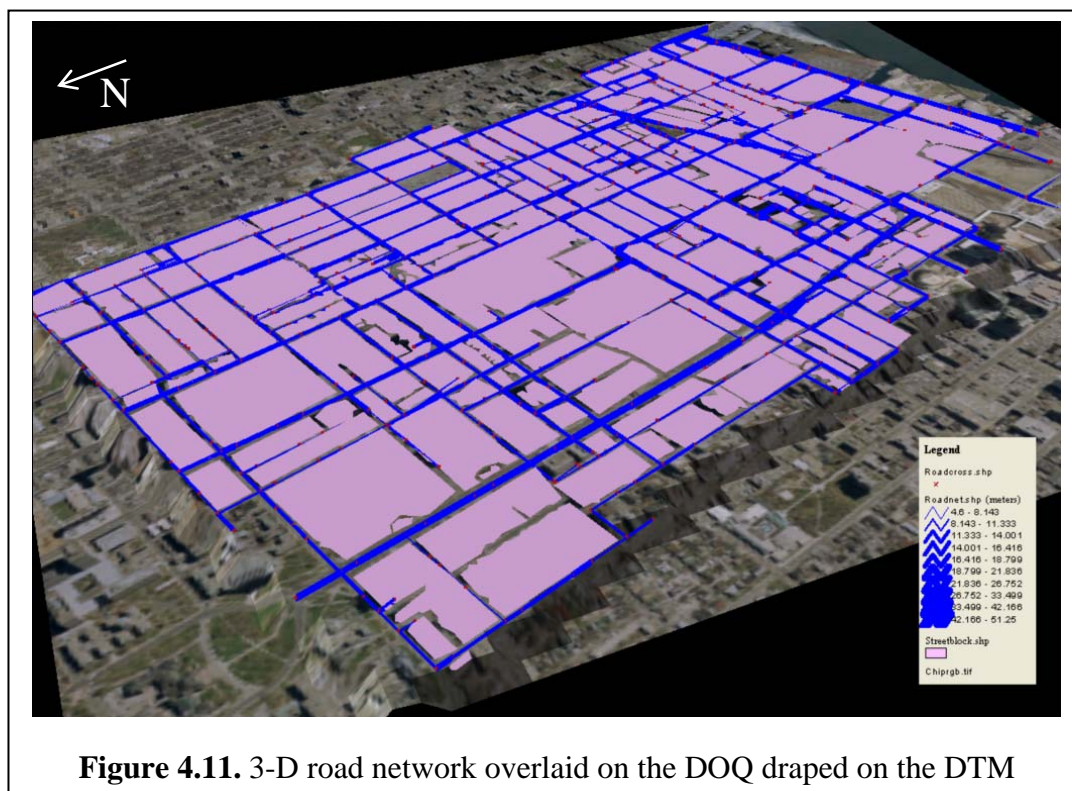 N
Legend
Roadcross.shp
Roadnet.shp (meters)
4.6 - 8.143
8.143 - 11.333
11.333 - 14.001
14.001 - 16.416
16.416 - 18.799
18.799 - 21.836
21.836 - 26.752
26.752 - 33.499
33.499 - 42.166
42.166 - 51.25
Streetblock.shp
Chiprgb.tif
Figure 4.11. 3-D road network overlaid on the DOQ draped on the DTM